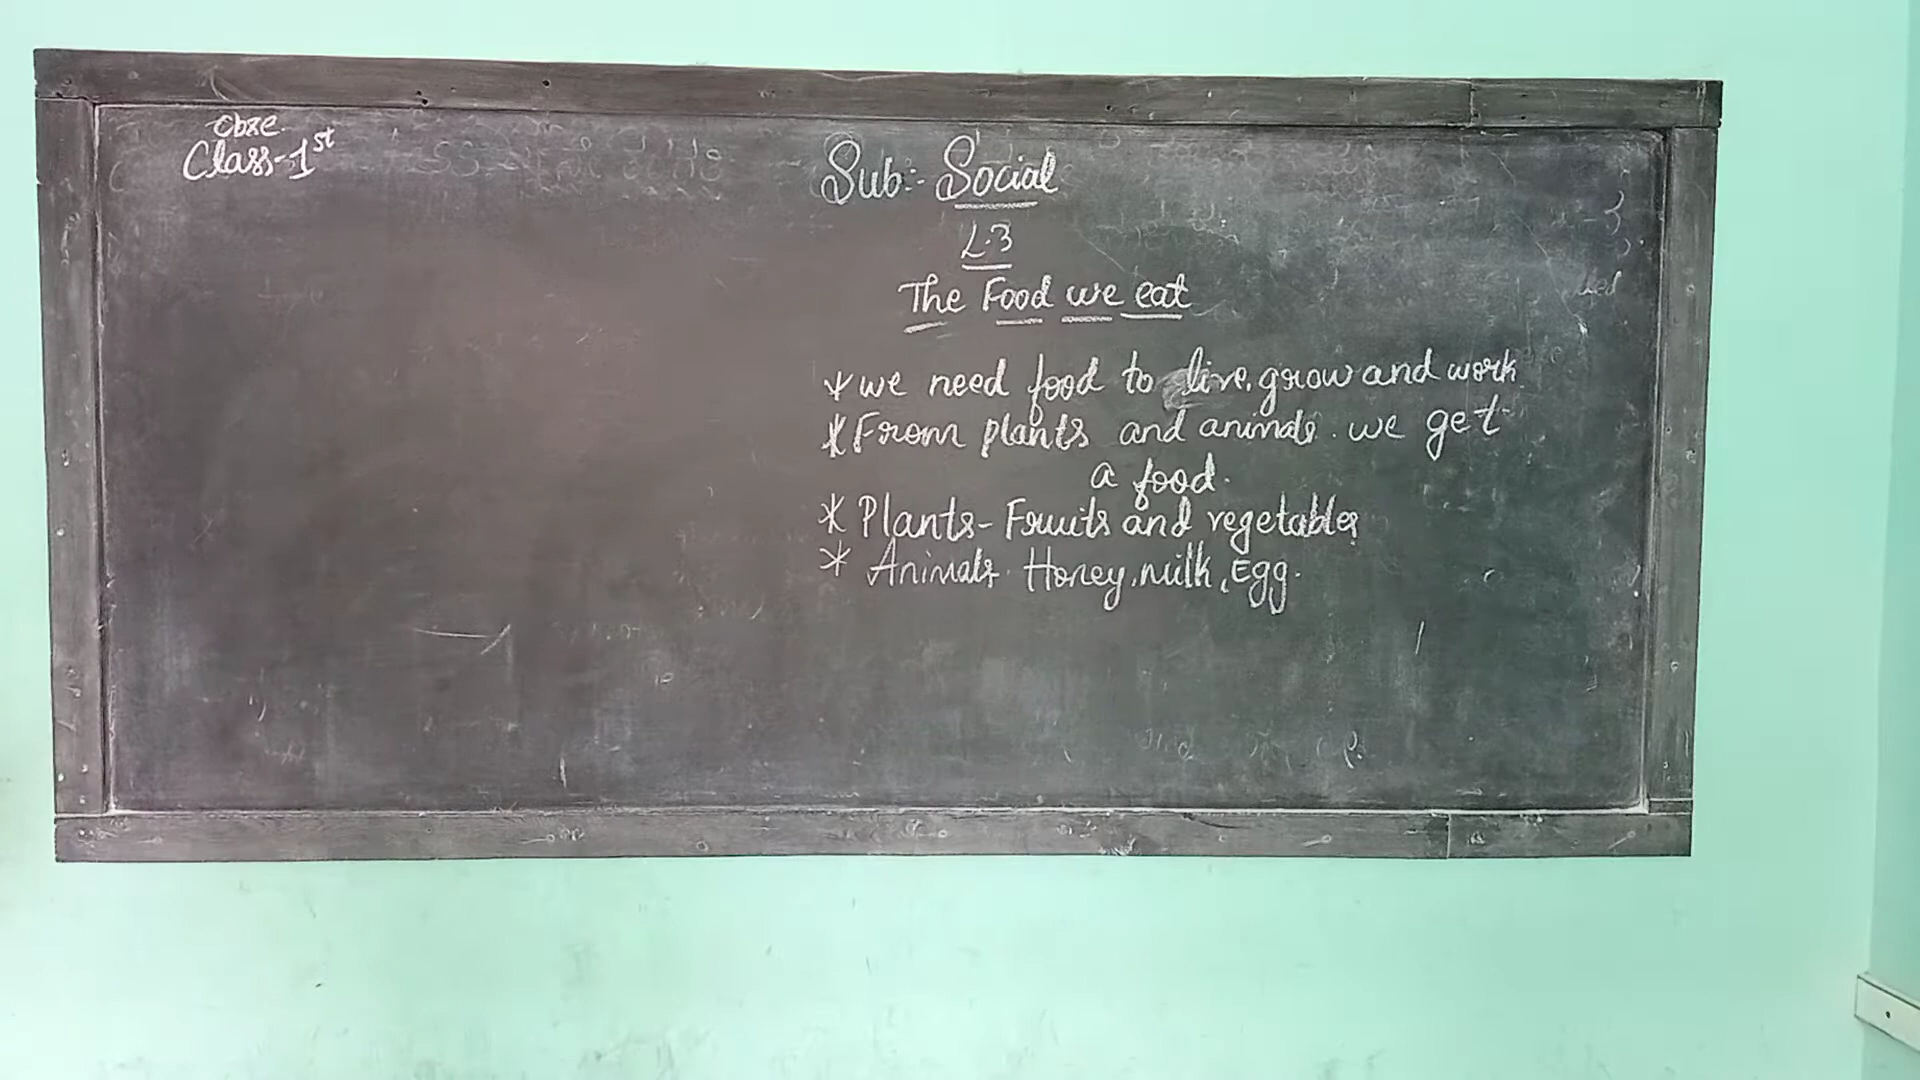 Class-1st
Sub:- Social
L.3
The Food we eat
* we need food to live, grow and work
* From plants and animals. we get
a food.
* Plants- Fruits and vegetables
* Animals. Honey, milk, Egg.